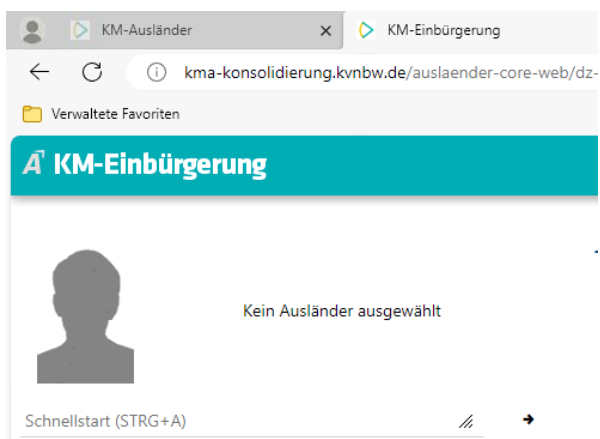 KM-Ausländer
KM-Einbürgerung
kma-konsolidierung.kvnbw.de/auslaender-core-web/dz-
Verwaltete Favoriten
A KM-Einbürgerung
Kein Ausländer ausgewählt
Schnellstart (STRG+A)